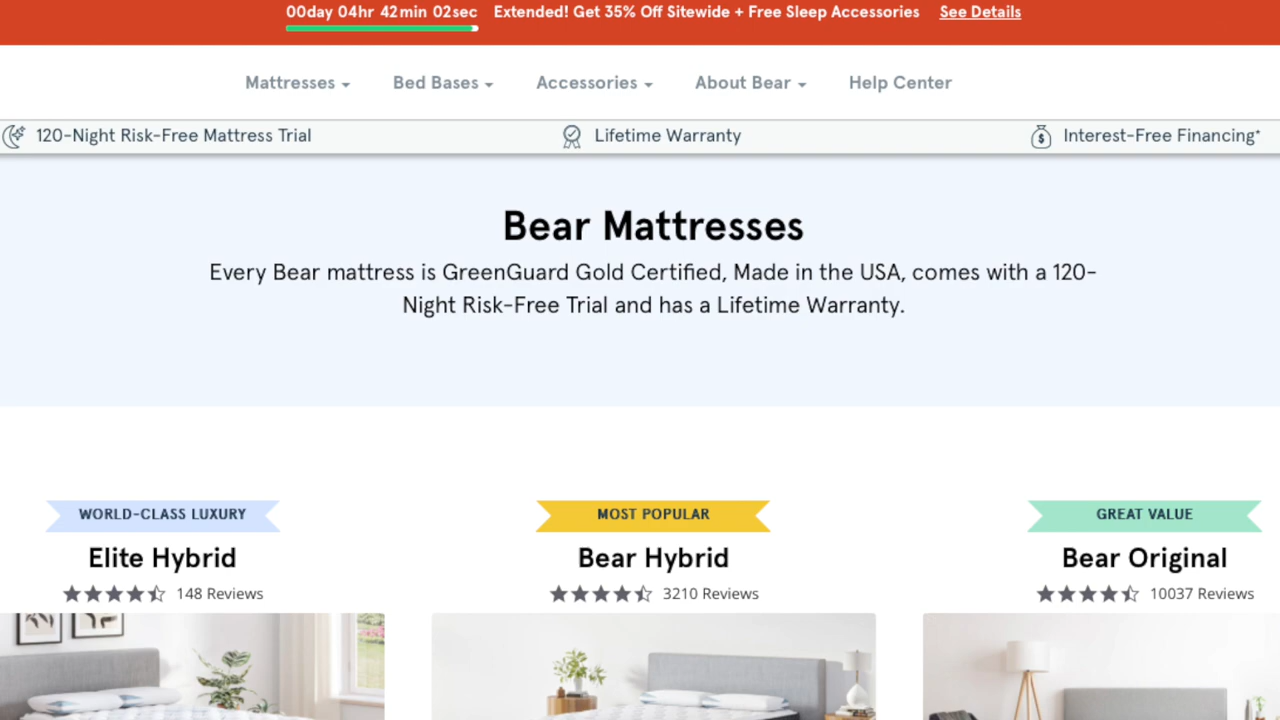 00day 04hr 42min 02sec Extended! Get 35% Off Sitewide + Free Sleep Accessories See Details
Mattresses Bed Bases Accessories About Bear Help Center
120-Night Risk-Free Mattress Trial Lifetime Warranty Interest-Free Financing*
Bear Mattresses
Every Bear mattress is GreenGuard Gold Certified, Made in the USA, comes with a 120-
Night Risk-Free Trial and has a Lifetime Warranty.
WORLD-CLASS LUXURY MOST POPULAR GREAT VALUE
Elite Hybrid Bear Hybrid Bear Original
148 Reviews 3210 Reviews 10037 Reviews